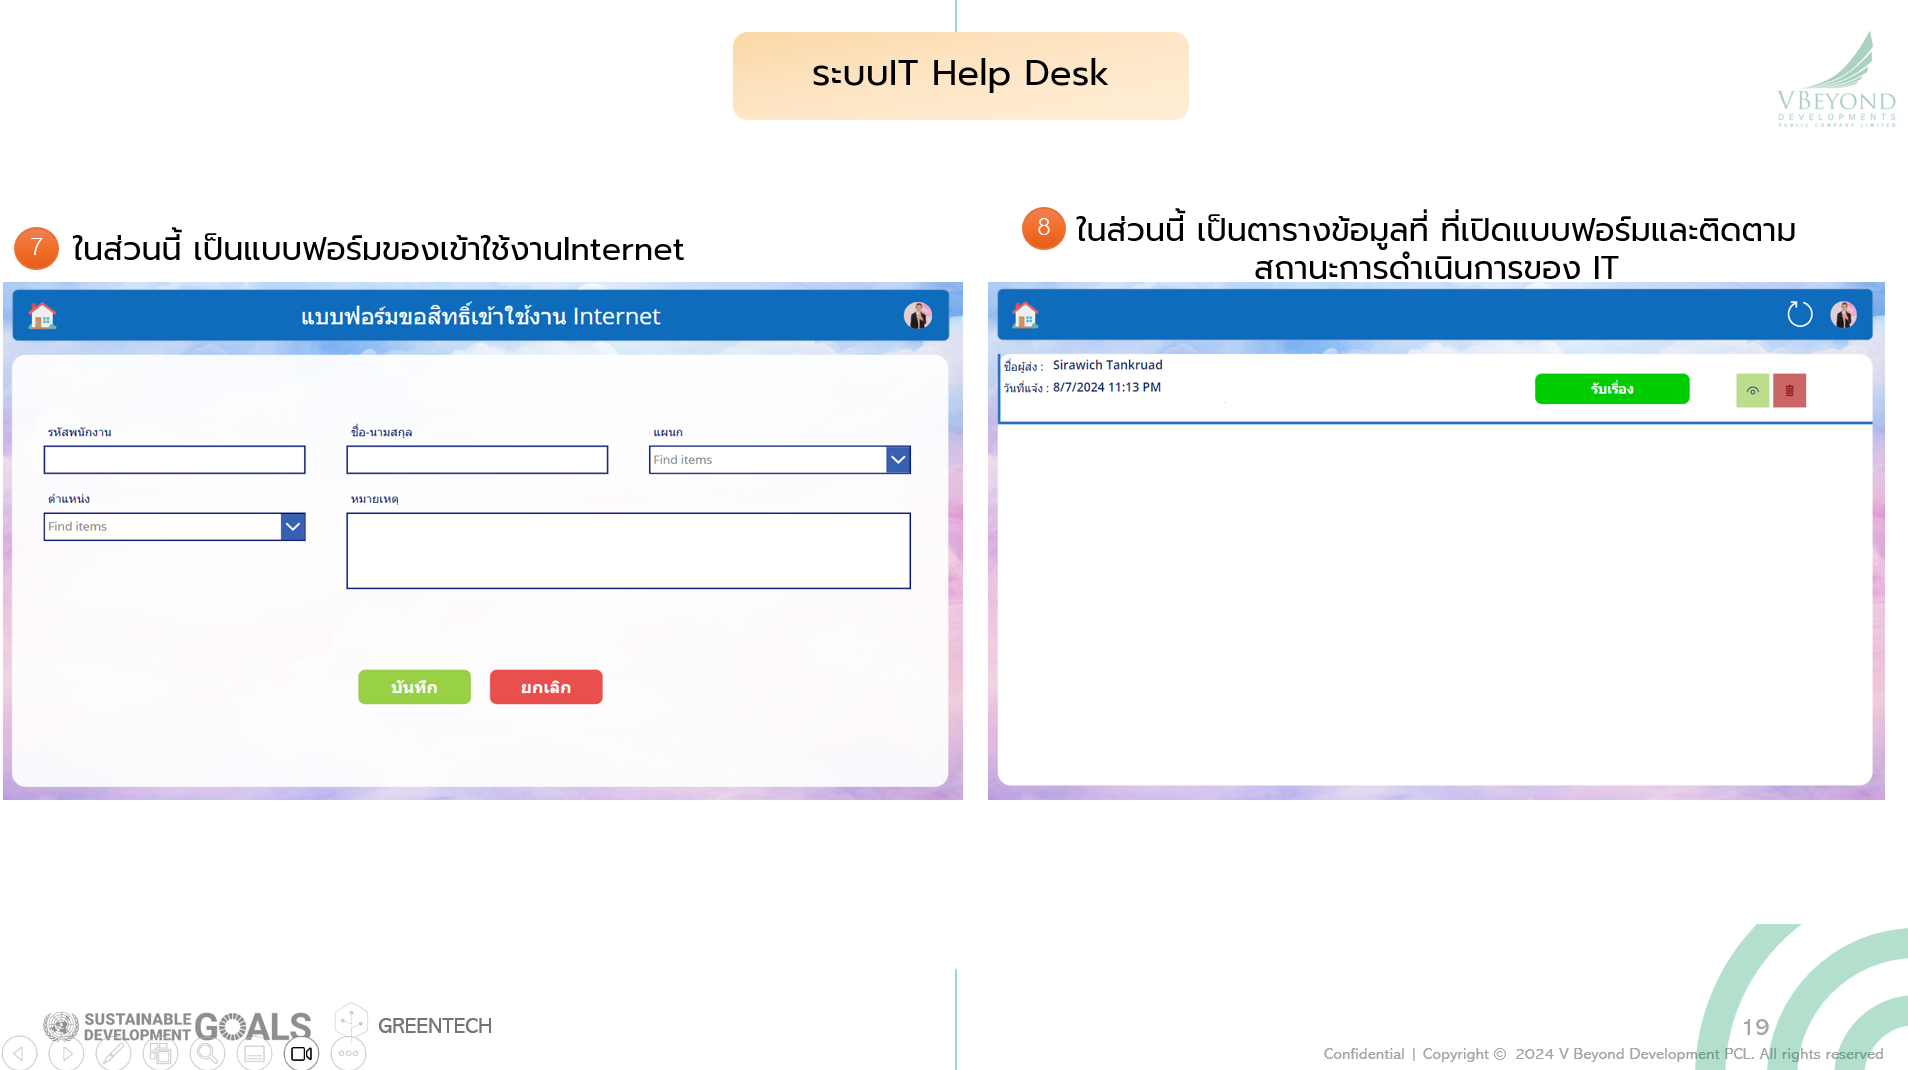 ระบบIT Help Desk
VBEYOND
DEVELOPMENTS
PUBLIC COMPANY LIMITED
7 ในส่วนนี้ เป็นแบบฟอร์มของเข้าใช้งานInternet
แบบฟอร์มขอสิทธิ์เข้าใช้งาน Internet
รหัสพนักงาน ชื่อ-นามสกุล แผนก
Find items
ตำแหน่ง หมายเหตุ
Find items
บันทึก ยกเลิก
8 ในส่วนนี้ เป็นตารางข้อมูลที่ ที่เปิดแบบฟอร์มและติดตาม
สถานะการดำเนินการของ IT
ชื่อผู้ส่ง : Sirawich Tankruad
วันที่แจ้ง : 8/7/2024 11:13 PM
รับเรื่อง
SUSTAINABLE
DEVELOPMENT GOALS
GREENTECH
19
Confidential | Copyright © 2024 V Beyond Development PCL. All rights reserved